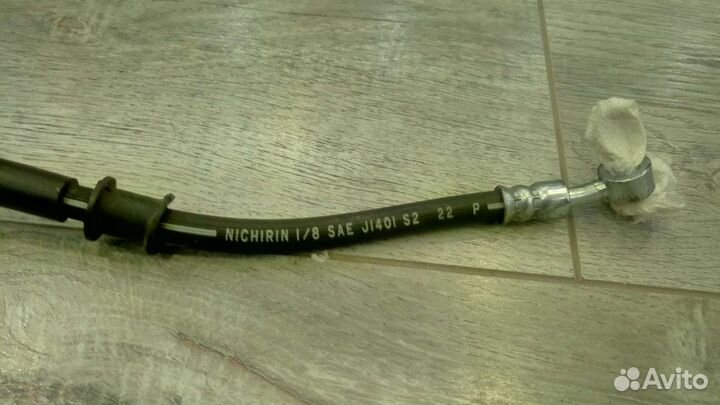 NICHIRIN 1/8 SAE J1401 S2 22 P
Avito